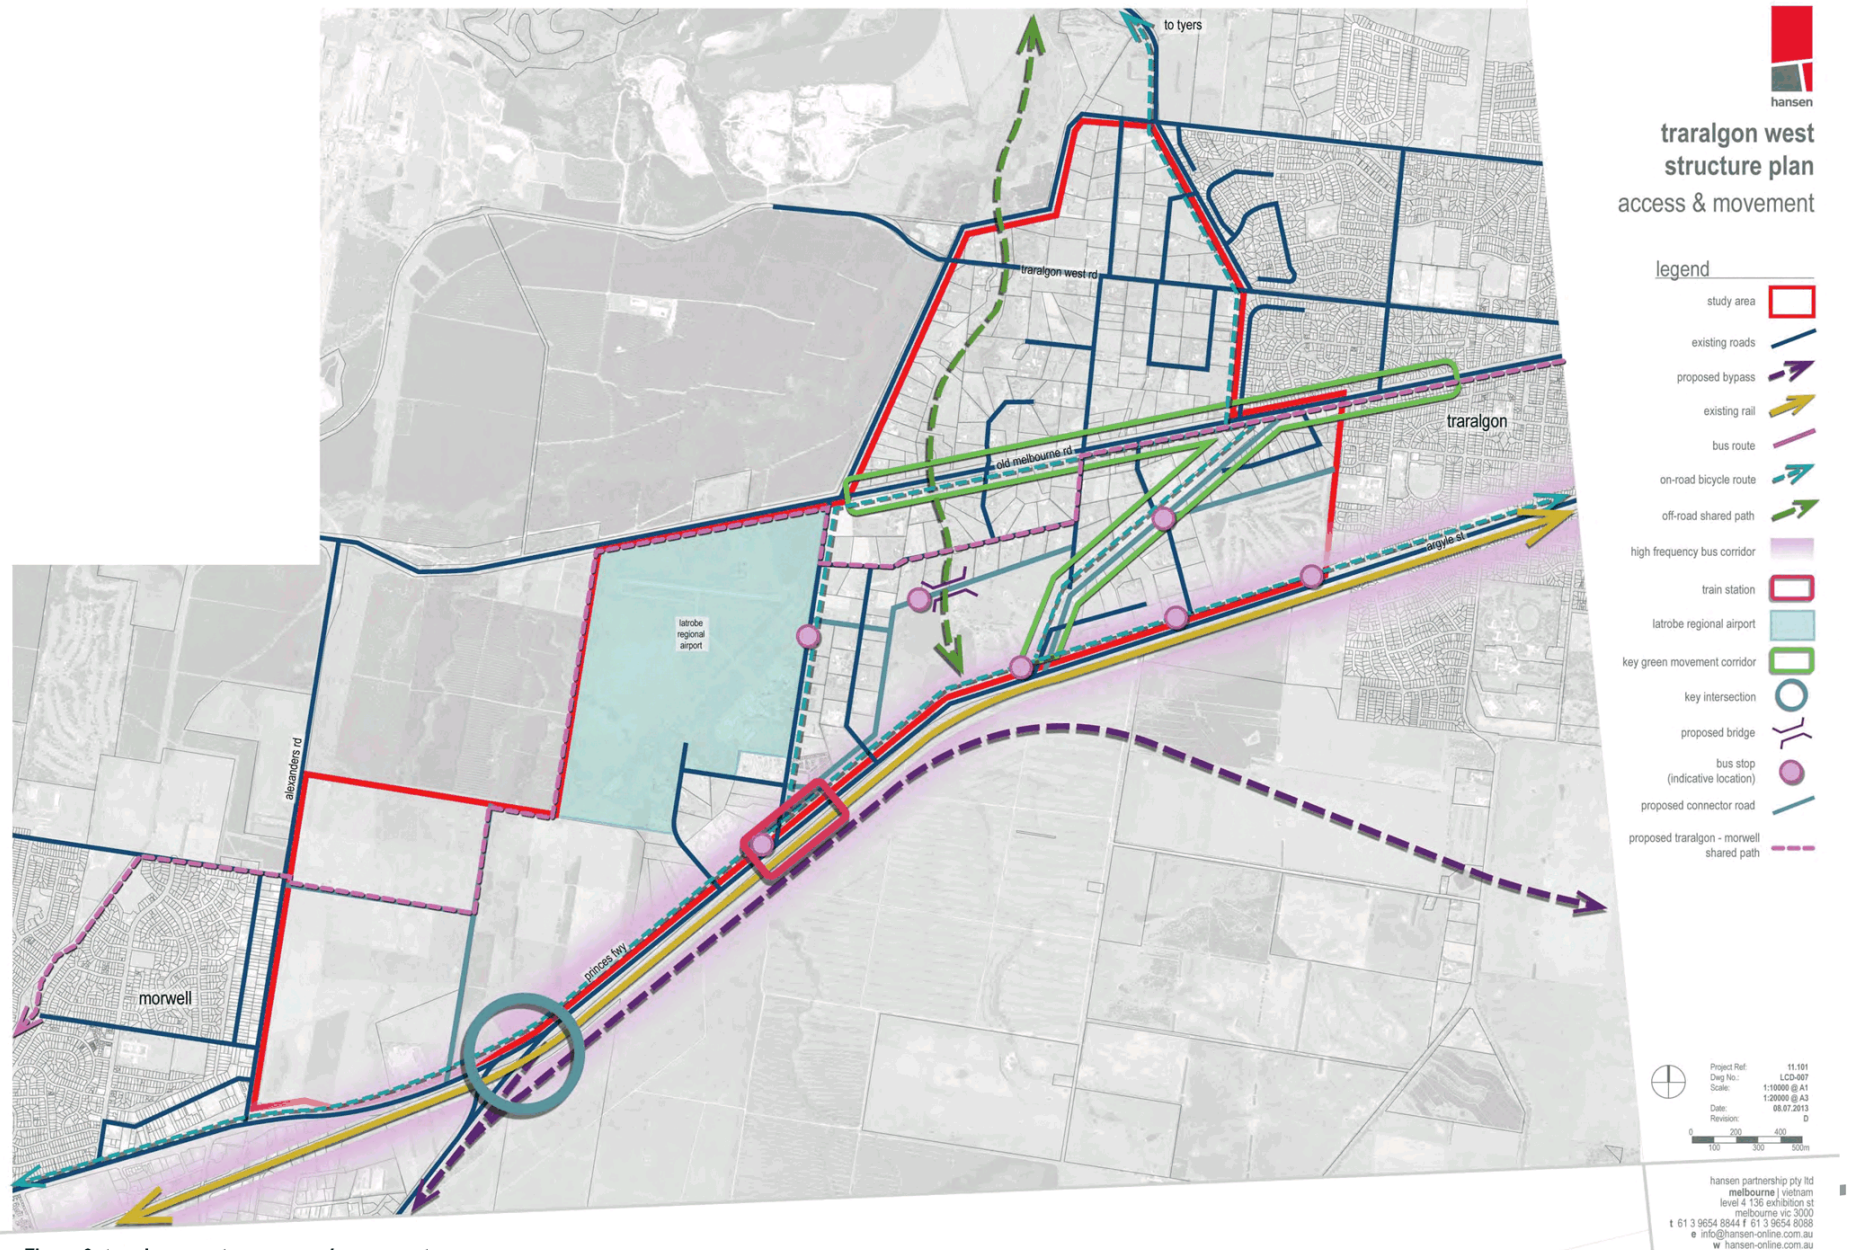 to tyers
traralgon west rd
old melbourne rd
traralgon
argyle st
latrobe
regional
airport
alexanders rd
princes fwy
morwell
hansen
traralgon west
structure plan
access & movement
legend
study area
existing roads
proposed bypass
existing rail
bus route
on-road bicycle route
off-road shared path
high frequency bus corridor
train station
latrobe regional airport
key green movement corridor
key intersection
proposed bridge
bus stop
(indicative location)
proposed connector road
proposed traralgon - morwell
shared path
Project Ref: 11.101
Dwg No.: LCD-007
Scale: 1:10000 @ A1
1:20000 @ A3
Date: 08.07.2013
Revision: D
0 200 400
100 300 500m
hansen partnership pty ltd
melbourne | vietnam
level 4 136 exhibition st
melbourne vic 3000
t 61 3 9654 8844 f 61 3 9654 8088
e info@hansen-online.com.au
w hansen-online.com.au